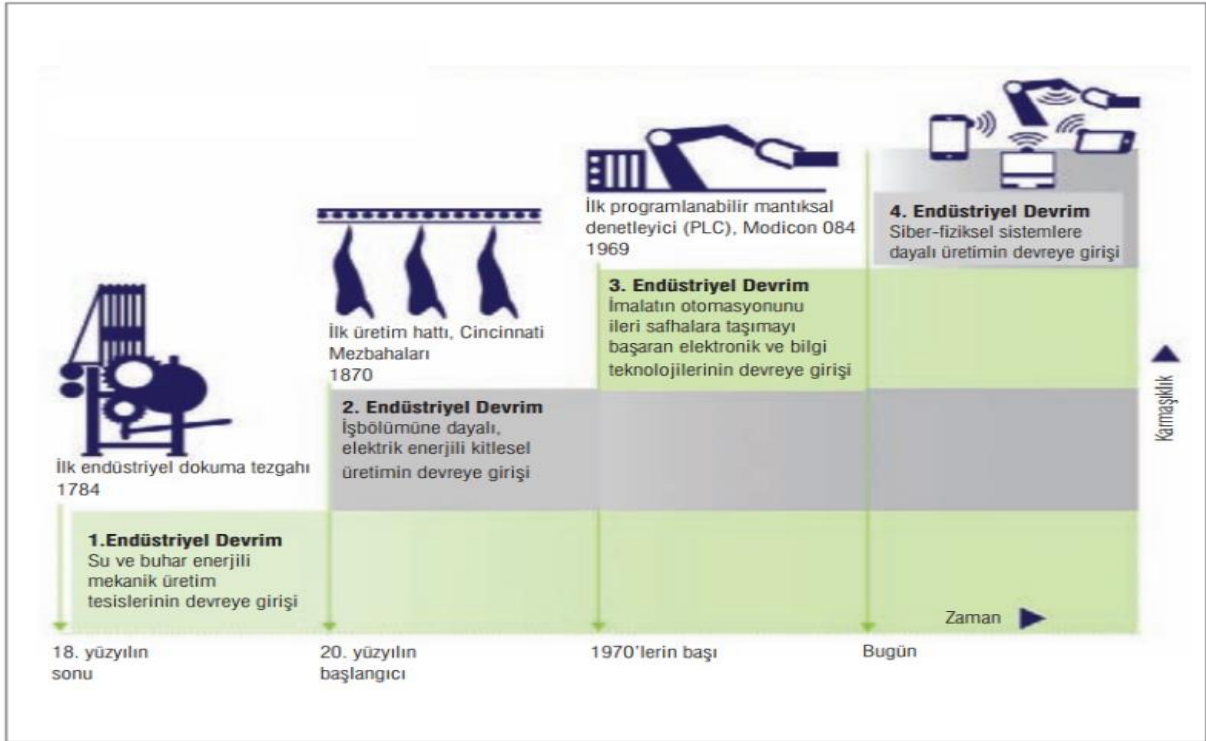 İlk endüstriyel dokuma tezgahı
1784
1.Endüstriyel Devrim
Su ve buhar enerjili
mekanik üretim
tesislerinin devreye girişi
18. yüzyılın
sonu
İlk üretim hattı, Cincinnati
Mezbahaları
1870
2. Endüstriyel Devrim
İşbölümüne dayalı,
elektrik enerjili kitlesel
üretimin devreye girişi
20. yüzyılın
başlangıcı
İlk programlanabilir mantıksal
denetleyici (PLC), Modicon 084
1969
3. Endüstriyel Devrim
İmalatın otomasyonunu
ileri safhalara taşımayı
başaran elektronik ve bilgi
teknolojilerinin devreye girişi
1970'lerin başı
4. Endüstriyel Devrim
Siber-fiziksel sistemlere
dayalı üretimin devreye girişi
Bugün
Zaman
Karmaşıklık